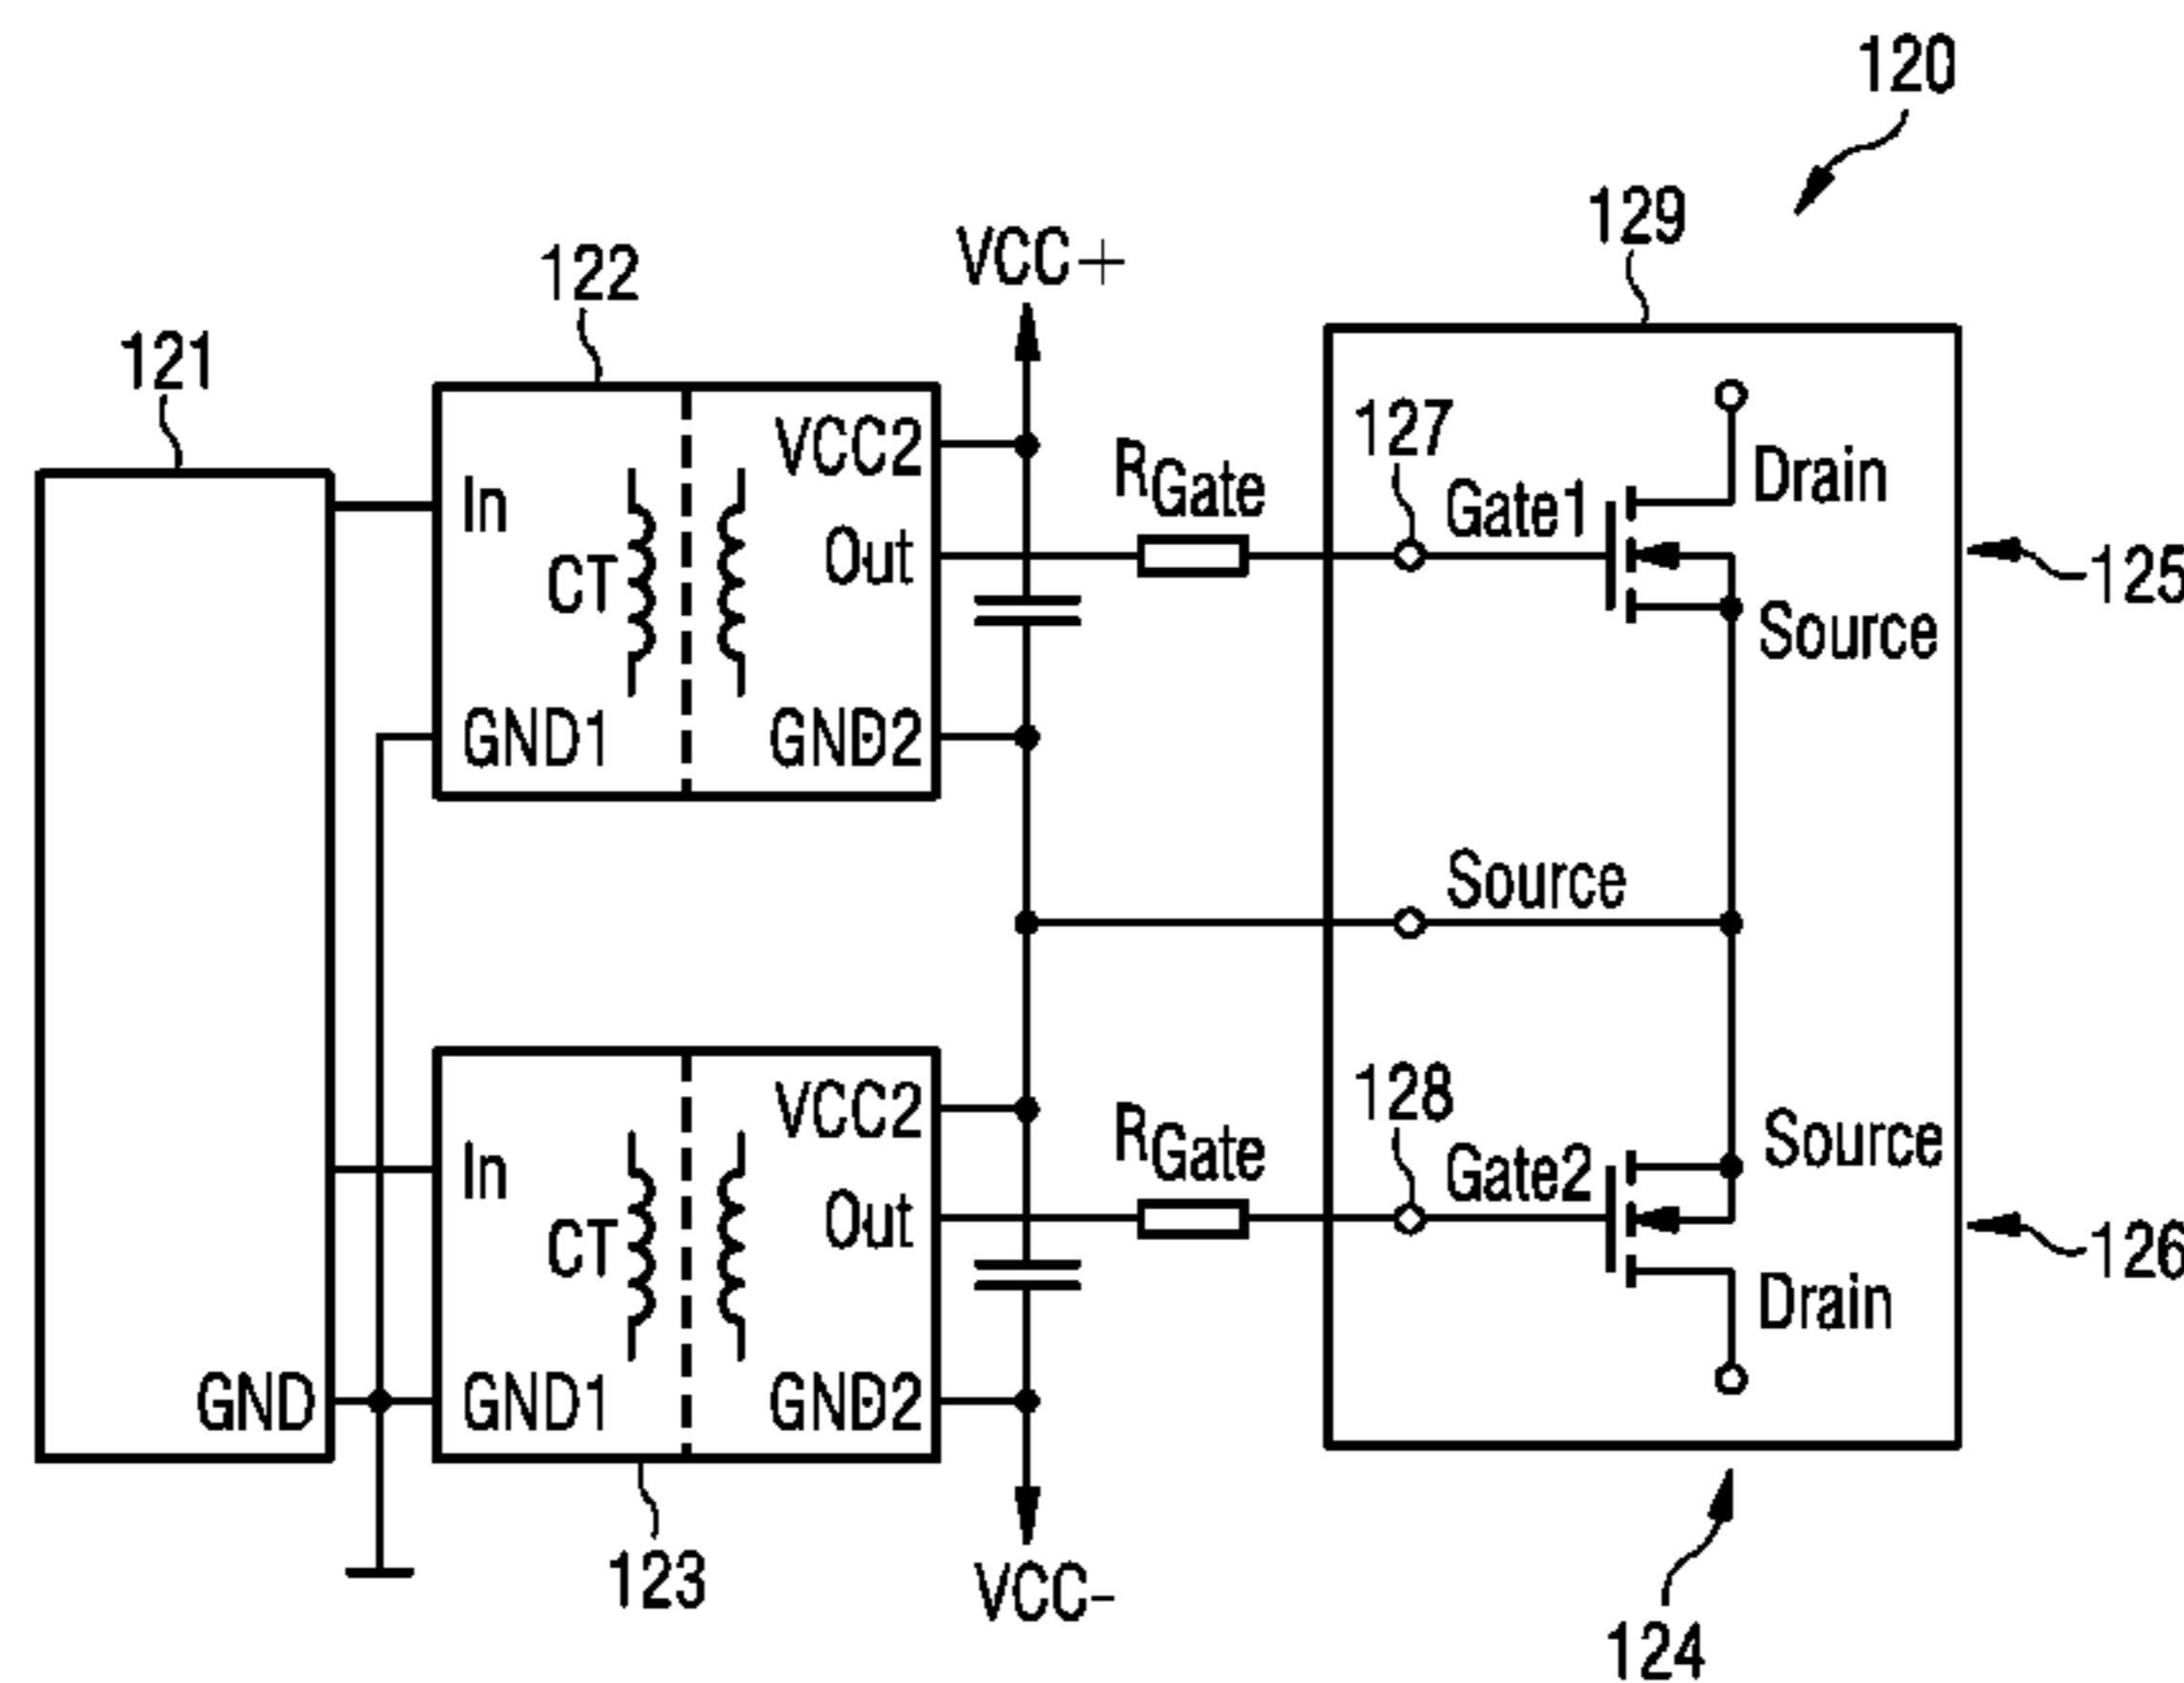 120
129
122
VCC+
121
127
VCC2
RGate
Drain
In
Gate1
Out
CT
125
Source
GND1
GND2
Source
128
VCC2
RGate
Source
In
Gate2
Out
CT
126
Drain
GND
GND1
GND2
123
VCC-
124